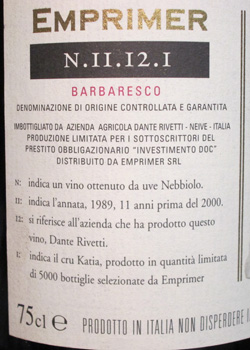 EMPRIMER
N.II.12.I
BARBARESCO
DENOMINAZIONE DI ORIGINE CONTROLLATA E GARANTITA
IMBOTTIGLIATO DA AZIENDA AGRICOLA DANTE RIVETTI - NEIVE - ITALIA
PRODUZIONE LIMITATA PER I SOTTOSCRITTORI DEL
PRESTITO OBBLIGAZIONARIO "INVESTIMENTO DOC"
DISTRIBUITO DA EMPRIMER SRL
N: indica un vino ottenuto da uve Nebbiolo.
II: indica l'annata, 1989, 11 anni prima del 2000.
12: si riferisce all'azienda che ha prodotto questo
vino, Dante Rivetti.
I: indica il cru Katia, prodotto in quantità limitata
di 5000 bottiglie selezionate da Emprimer
75cl e PRODOTTO IN ITALIA NON DISPERDERE